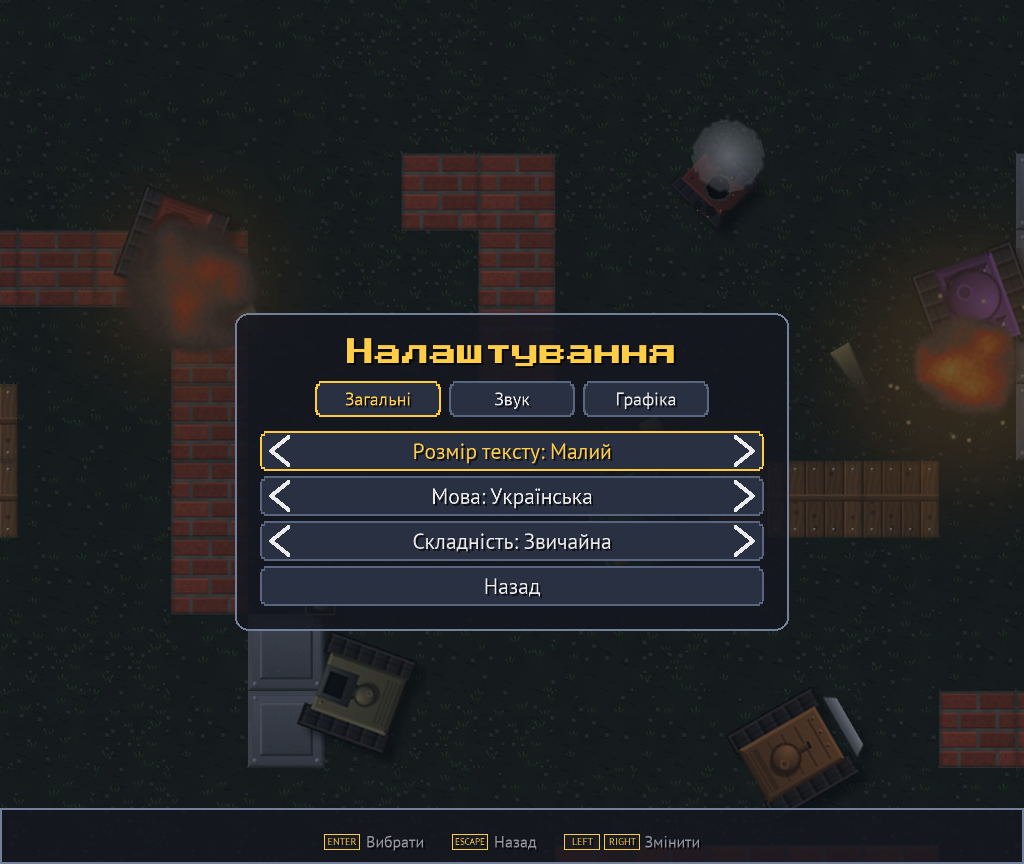 Налаштування
Загальні Звук Графіка
Розмір тексту: Малий
Мова: Українська
Складність: Звичайна
Назад
ENTER Вибрати ESCAPE Назад LEFT RIGHT Змінити